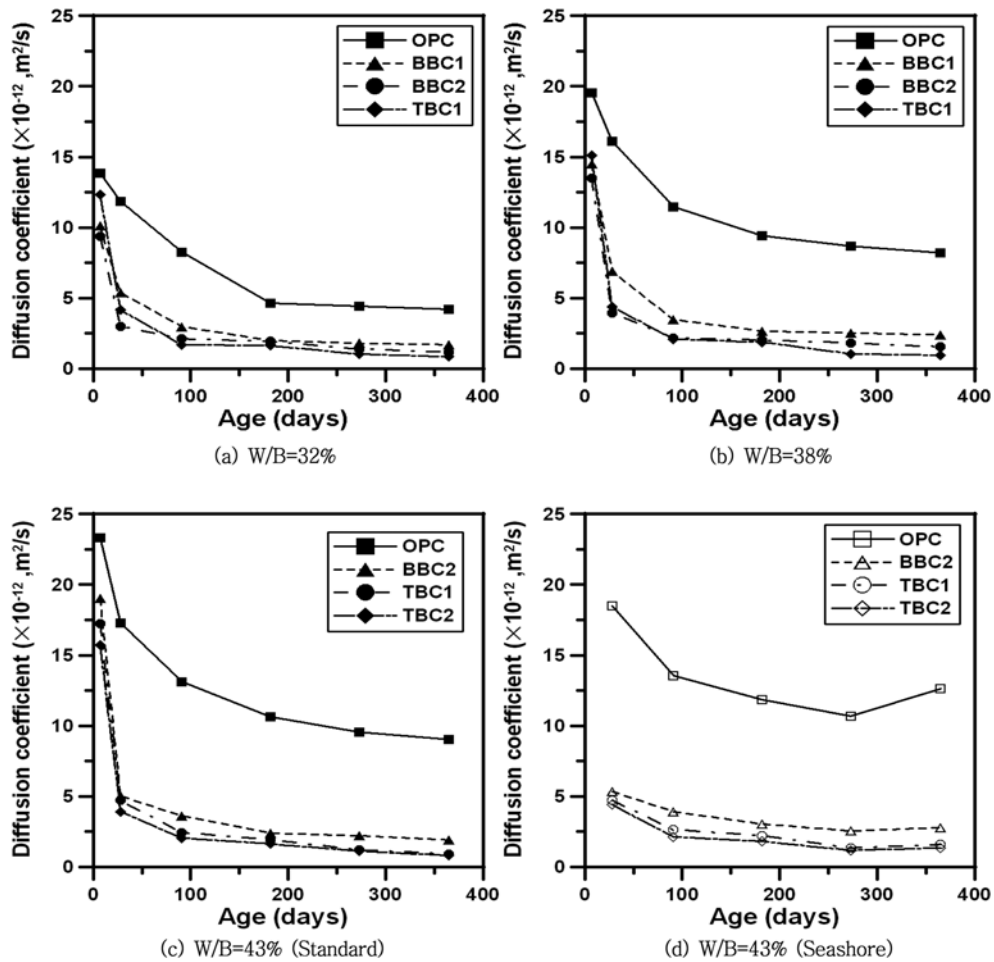 25
20
15
10
5
0
Diffusion coefficient (×10-12 ,m2/s)
OPC
BBC1
BBC2
TBC1
0 100 200 300 400
Age (days)
(a) W/B=32%
25
20
15
10
5
0
Diffusion coefficient (×10-12 ,m2/s)
OPC
BBC1
BBC2
TBC1
0 100 200 300 400
Age (days)
(b) W/B=38%
25
20
15
10
5
0
Diffusion coefficient (×10-12 ,m2/s)
OPC
BBC2
TBC1
TBC2
0 100 200 300 400
Age (days)
(c) W/B=43% (Standard)
25
20
15
10
5
0
Diffusion coefficient (×10-12 ,m2/s)
OPC
BBC2
TBC1
TBC2
0 100 200 300 400
Age (days)
(d) W/B=43% (Seashore)